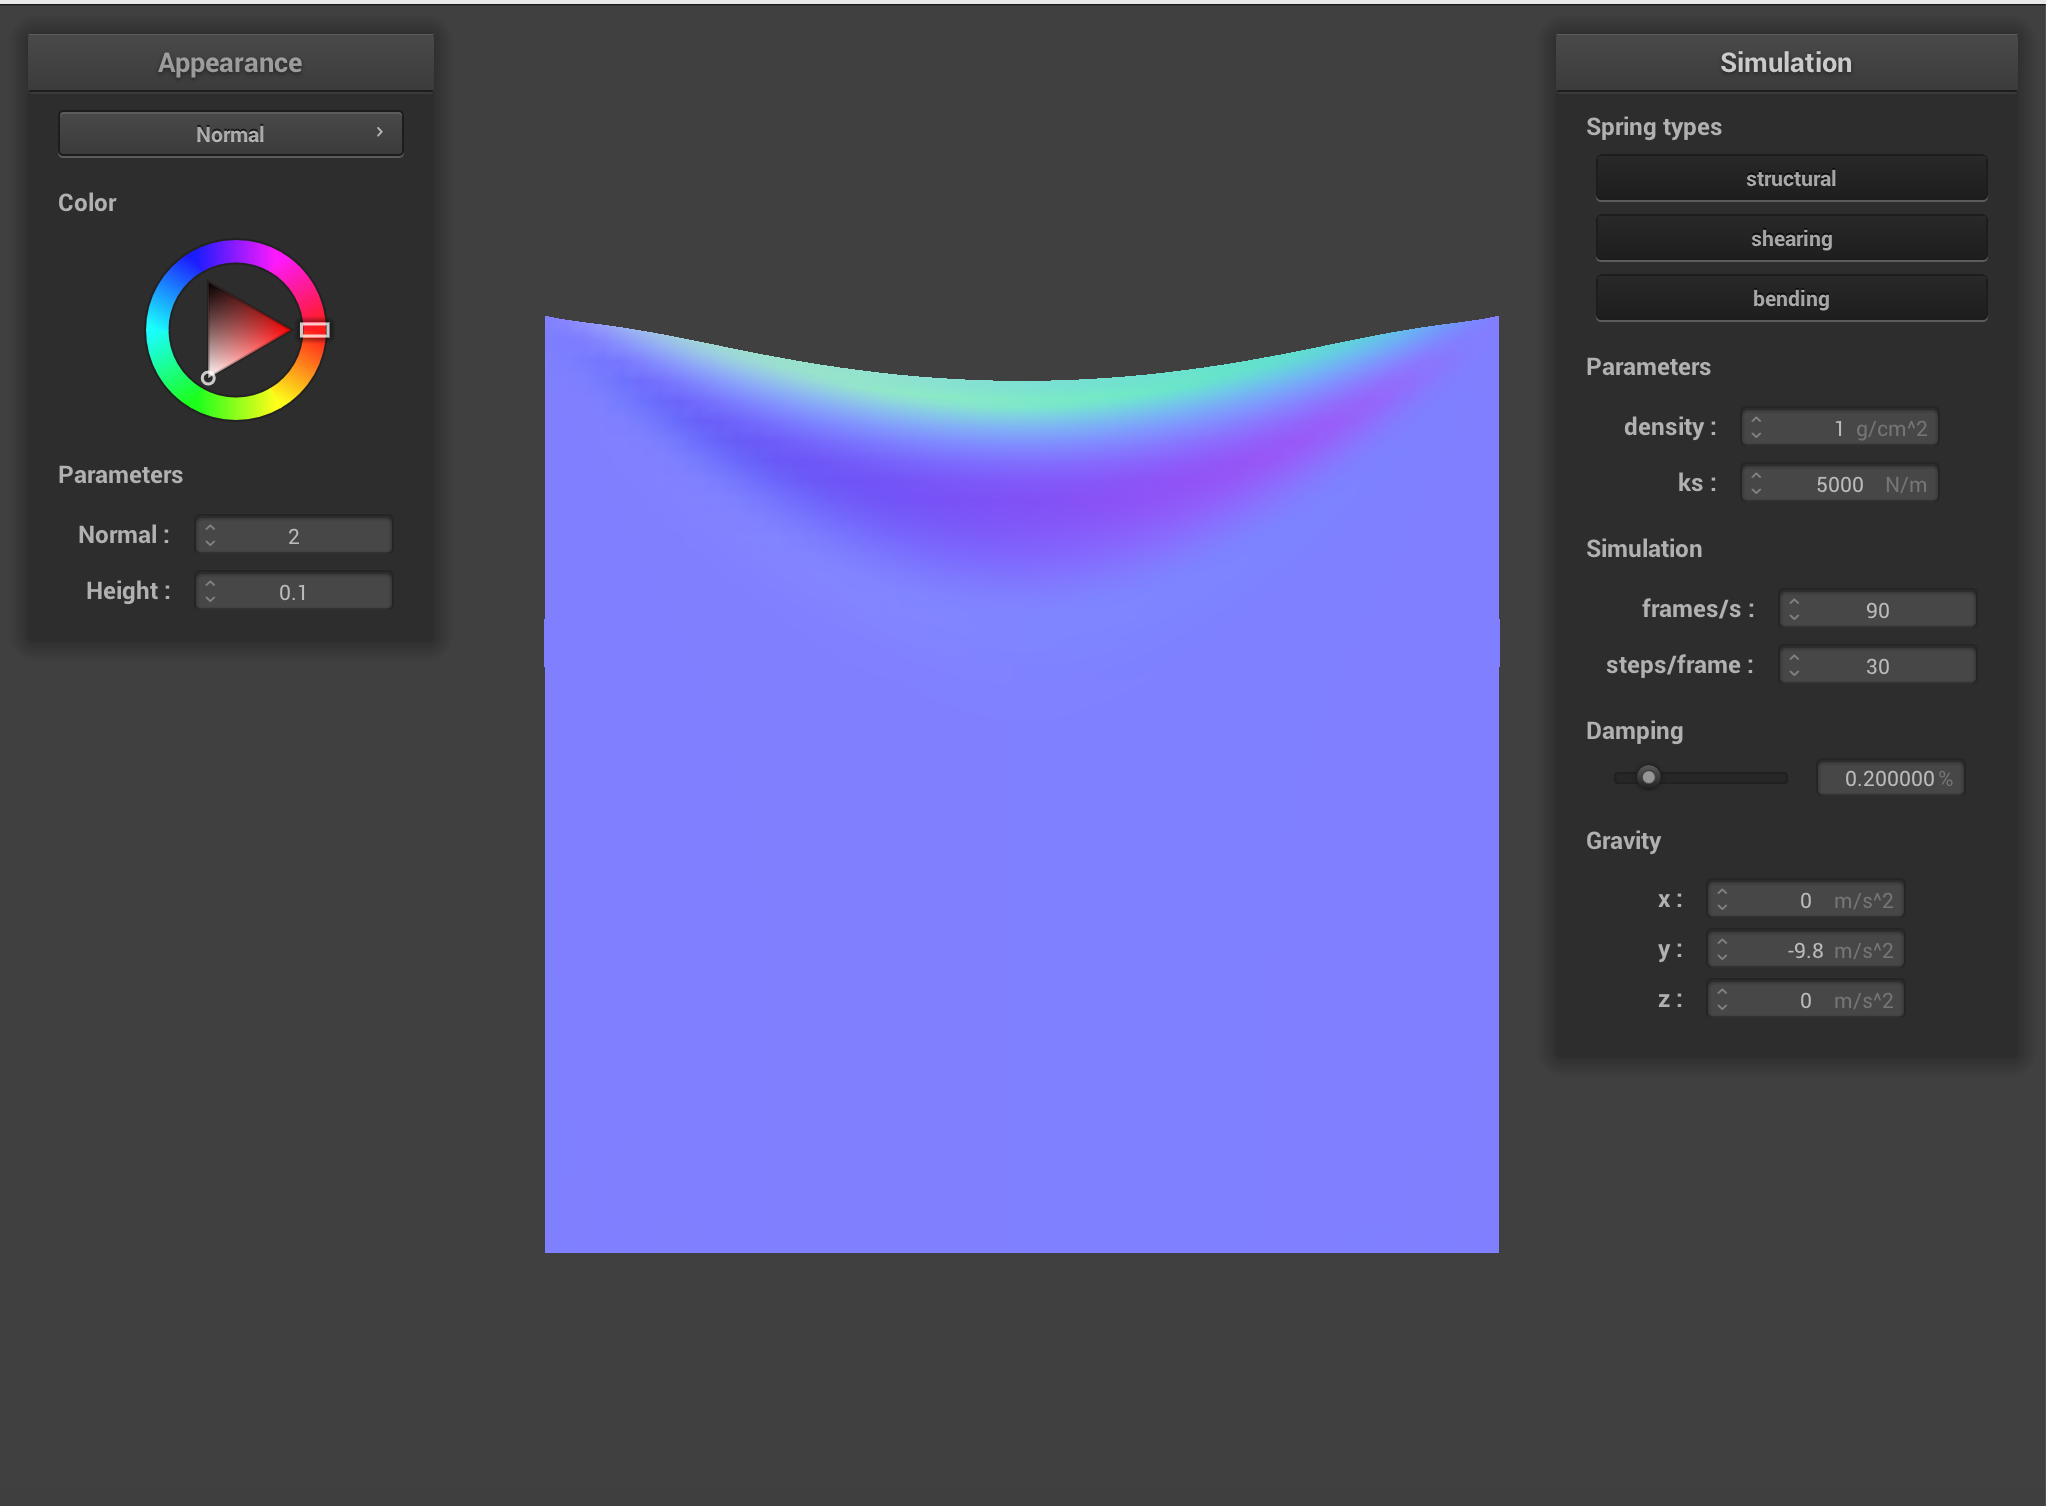 Appearance
Normal
Color
Parameters
Normal : 2
Height : 0.1
Simulation
Spring types
structural
shearing
bending
Parameters
density : 1 g/cm^2
ks : 5000 N/m
Simulation
frames/s : 90
steps/frame : 30
Damping
0.200000 %
Gravity
x : 0 m/s^2
y : -9.8 m/s^2
z : 0 m/s^2